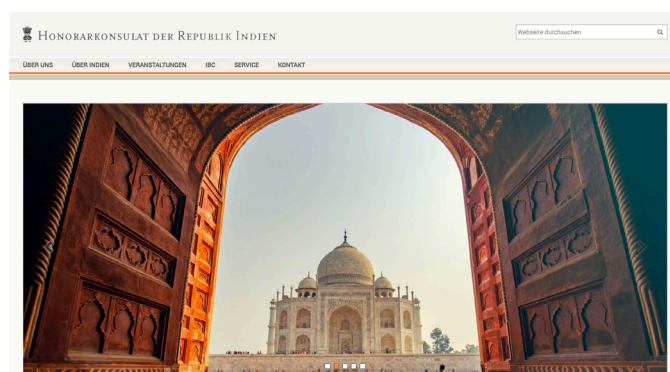 Honorarkonsulat der Republik Indien
Webseite durchsuchen
ÜBER UNS ÜBER INDIEN VERANSTALTUNGEN IBC SERVICE KONTAKT